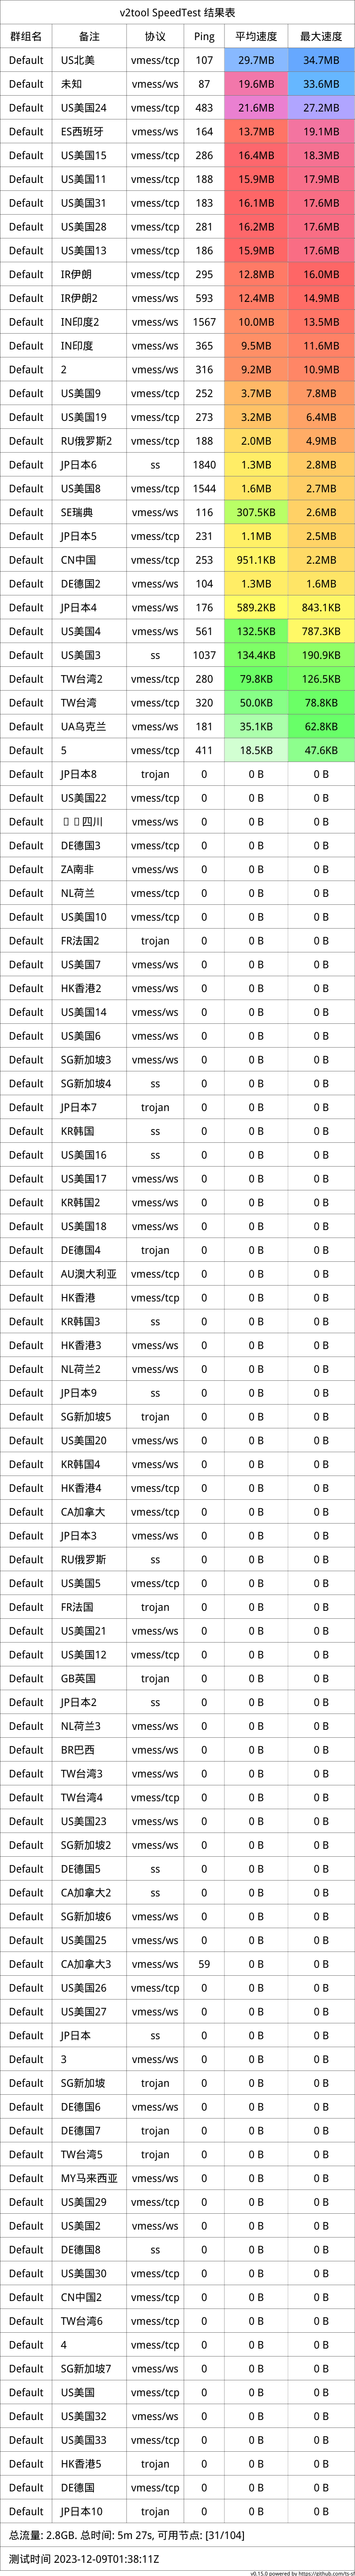 v2tool SpeedTest 结果表
群组名 备注 协议 Ping 平均速度 最大速度
Default US北美 vmess/tcp 107 29.7MB 34.7MB
Default 未知 vmess/ws 87 19.6MB 33.6MB
Default US美国24 vmess/tcp 483 21.6MB 27.2MB
Default ES西班牙 vmess/ws 164 13.7MB 19.1MB
Default US美国15 vmess/tcp 286 16.4MB 18.3MB
Default US美国11 vmess/tcp 188 15.9MB 17.9MB
Default US美国31 vmess/tcp 183 16.1MB 17.6MB
Default US美国28 vmess/tcp 281 16.2MB 17.6MB
Default US美国13 vmess/tcp 186 15.9MB 17.6MB
Default IR伊朗 vmess/tcp 295 12.8MB 16.0MB
Default IR伊朗2 vmess/ws 593 12.4MB 14.9MB
Default IN印度2 vmess/ws 1567 10.0MB 13.5MB
Default IN印度 vmess/ws 365 9.5MB 11.6MB
Default 2 vmess/ws 316 9.2MB 10.9MB
Default US美国9 vmess/tcp 252 3.7MB 7.8MB
Default US美国19 vmess/tcp 273 3.2MB 6.4MB
Default RU俄罗斯2 vmess/tcp 188 2.0MB 4.9MB
Default JP日本6 ss 1840 1.3MB 2.8MB
Default US美国8 vmess/tcp 1544 1.6MB 2.7MB
Default SE瑞典 vmess/ws 116 307.5KB 2.6MB
Default JP日本5 vmess/tcp 231 1.1MB 2.5MB
Default CN中国 vmess/tcp 253 951.1KB 2.2MB
Default DE德国2 vmess/ws 104 1.3MB 1.6MB
Default JP日本4 vmess/ws 176 589.2KB 843.1KB
Default US美国4 vmess/ws 561 132.5KB 787.3KB
Default US美国3 ss 1037 134.4KB 190.9KB
Default TW台湾2 vmess/tcp 280 79.8KB 126.5KB
Default TW台湾 vmess/tcp 320 50.0KB 78.8KB
Default UA乌克兰 vmess/ws 181 35.1KB 62.8KB
Default 5 vmess/tcp 411 18.5KB 47.6KB
Default JP日本8 trojan 0 0 B 0 B
Default US美国22 vmess/tcp 0 0 B 0 B
Default 四川 vmess/ws 0 0 B 0 B
Default DE德国3 vmess/tcp 0 0 B 0 B
Default ZA南非 vmess/ws 0 0 B 0 B
Default NL荷兰 vmess/tcp 0 0 B 0 B
Default US美国10 vmess/tcp 0 0 B 0 B
Default FR法国2 trojan 0 0 B 0 B
Default US美国7 vmess/ws 0 0 B 0 B
Default HK香港2 vmess/ws 0 0 B 0 B
Default US美国14 vmess/ws 0 0 B 0 B
Default US美国6 vmess/ws 0 0 B 0 B
Default SG新加坡3 vmess/ws 0 0 B 0 B
Default SG新加坡4 ss 0 0 B 0 B
Default JP日本7 trojan 0 0 B 0 B
Default KR韩国 ss 0 0 B 0 B
Default US美国16 ss 0 0 B 0 B
Default US美国17 vmess/ws 0 0 B 0 B
Default KR韩国2 vmess/ws 0 0 B 0 B
Default US美国18 vmess/ws 0 0 B 0 B
Default DE德国4 trojan 0 0 B 0 B
Default AU澳大利亚 vmess/tcp 0 0 B 0 B
Default HK香港 vmess/tcp 0 0 B 0 B
Default KR韩国3 ss 0 0 B 0 B
Default HK香港3 vmess/ws 0 0 B 0 B
Default NL荷兰2 vmess/ws 0 0 B 0 B
Default JP日本9 ss 0 0 B 0 B
Default SG新加坡5 trojan 0 0 B 0 B
Default US美国20 vmess/ws 0 0 B 0 B
Default KR韩国4 vmess/ws 0 0 B 0 B
Default HK香港4 vmess/tcp 0 0 B 0 B
Default CA加拿大 vmess/tcp 0 0 B 0 B
Default JP日本3 vmess/ws 0 0 B 0 B
Default RU俄罗斯 ss 0 0 B 0 B
Default US美国5 vmess/tcp 0 0 B 0 B
Default FR法国 trojan 0 0 B 0 B
Default US美国21 vmess/ws 0 0 B 0 B
Default US美国12 vmess/tcp 0 0 B 0 B
Default GB英国 trojan 0 0 B 0 B
Default JP日本2 ss 0 0 B 0 B
Default NL荷兰3 vmess/ws 0 0 B 0 B
Default BR巴西 vmess/ws 0 0 B 0 B
Default TW台湾3 vmess/tcp 0 0 B 0 B
Default TW台湾4 vmess/tcp 0 0 B 0 B
Default US美国23 vmess/ws 0 0 B 0 B
Default SG新加坡2 vmess/ws 0 0 B 0 B
Default DE德国5 ss 0 0 B 0 B
Default CA加拿大2 ss 0 0 B 0 B
Default SG新加坡6 vmess/ws 0 0 B 0 B
Default US美国25 vmess/ws 0 0 B 0 B
Default CA加拿大3 vmess/ws 59 0 B 0 B
Default US美国26 vmess/tcp 0 0 B 0 B
Default US美国27 vmess/ws 0 0 B 0 B
Default JP日本 ss 0 0 B 0 B
Default 3 vmess/ws 0 0 B 0 B
Default SG新加坡 trojan 0 0 B 0 B
Default DE德国6 vmess/ws 0 0 B 0 B
Default DE德国7 trojan 0 0 B 0 B
Default TW台湾5 trojan 0 0 B 0 B
Default MY马来西亚 vmess/ws 0 0 B 0 B
Default US美国29 vmess/tcp 0 0 B 0 B
Default US美国2 vmess/ws 0 0 B 0 B
Default DE德国8 ss 0 0 B 0 B
Default US美国30 vmess/tcp 0 0 B 0 B
Default CN中国2 vmess/tcp 0 0 B 0 B
Default TW台湾6 vmess/tcp 0 0 B 0 B
Default 4 vmess/tcp 0 0 B 0 B
Default SG新加坡7 vmess/ws 0 0 B 0 B
Default US美国 vmess/tcp 0 0 B 0 B
Default US美国32 vmess/ws 0 0 B 0 B
Default US美国33 vmess/tcp 0 0 B 0 B
Default HK香港5 trojan 0 0 B 0 B
Default DE德国 vmess/tcp 0 0 B 0 B
Default JP日本10 trojan 0 0 B 0 B
总流量: 2.8GB. 总时间: 5m 27s, 可用节点: [31/104]
测试时间 2023-12-09T01:38:11Z
v0.15.0 powered by https://github.com/ts-sf